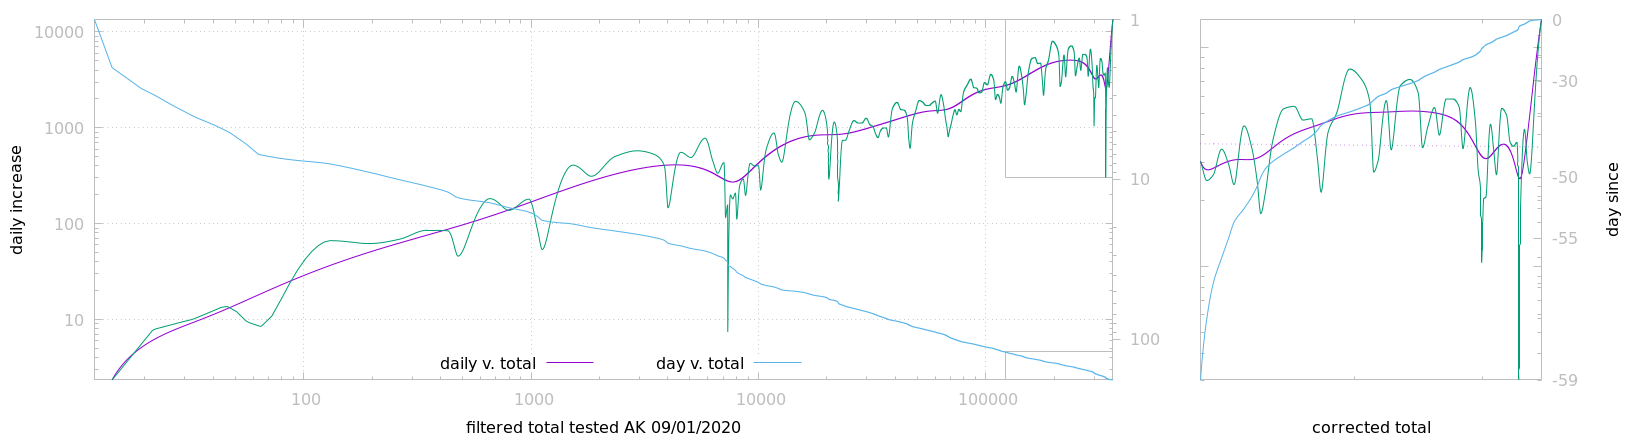 10000
1000
100
10
daily increase
100
1000
10000
100000
filtered total tested AK 09/01/2020
daily v. total
day v. total
1
10
100
0
-30
-50
-55
-59
day since
corrected total